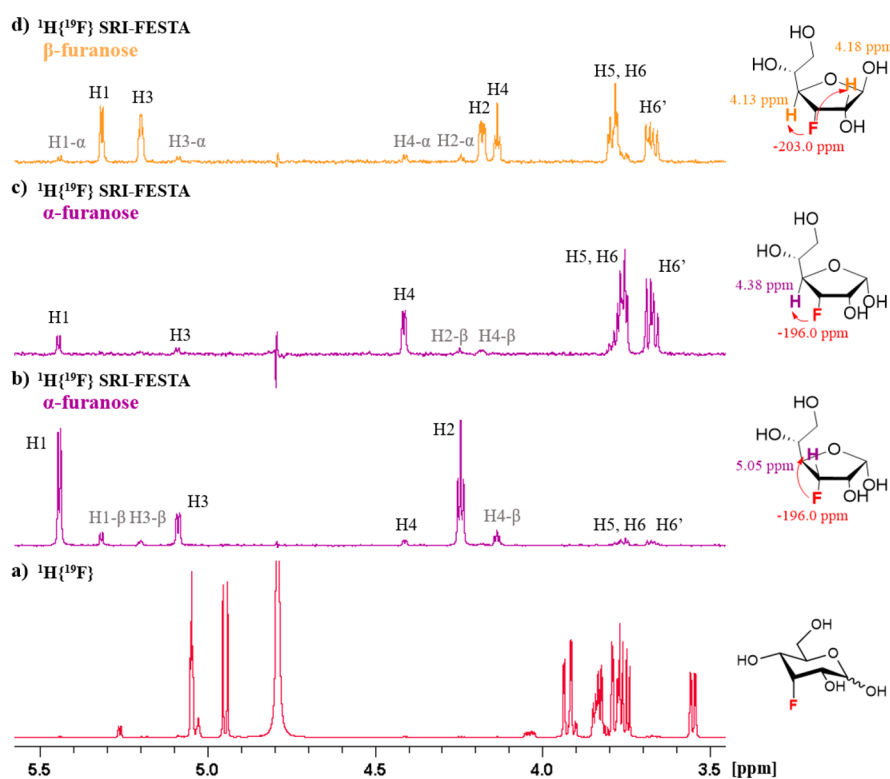 d) ¹H{¹⁹F} SRI-FESTA
β-furanose
H1-α
H1
H3
H3-α
H4-α
H2-α
H2
H4
H5, H6
H6'
HO
4.18 ppm
HO
O
OH
H
4.13 ppm
H
F
OH
-203.0 ppm
c) ¹H{¹⁹F} SRI-FESTA
α-furanose
H1
H3
H4
H2-β
H4-β
H5, H6
H6'
HO
HO
O
4.38 ppm
H
F
OH
OH
-196.0 ppm
b) ¹H{¹⁹F} SRI-FESTA
α-furanose
H1
H1-β
H3-β
H3
H4
H2
H4-β
H5, H6
H6'
HO
HO
H
O
5.05 ppm
F
OH
OH
-196.0 ppm
a) ¹H{¹⁹F}
OH
HO
O
OH
OH
F
5.5
5.0
4.5
4.0
3.5
[ppm]